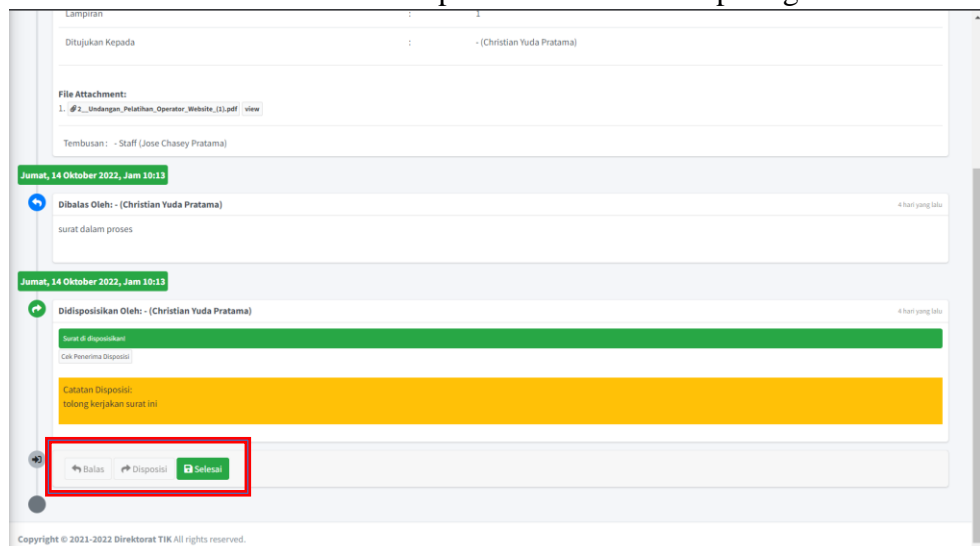 Lampiran : 1
Ditujukan Kepada : - (Christian Yuda Pratama)
File Attachment:
1. 2__Undangan_Pelatihan_Operator_Website_(1).pdf view
Tembusan : - Staff (Jose Chasey Pratama)
Jumat, 14 Oktober 2022, Jam 10:13
Dibalas Oleh: - (Christian Yuda Pratama) 4 hari yang lalu
surat dalam proses
Jumat, 14 Oktober 2022, Jam 10:13
Didisposisikan Oleh: - (Christian Yuda Pratama) 4 hari yang lalu
Surat di disposisikan!
Cek Penerima Disposisi
Catatan Disposisi:
tolong kerjakan surat ini
Balas Disposisi Selesai
Copyright © 2021-2022 Direktorat TIK All rights reserved.